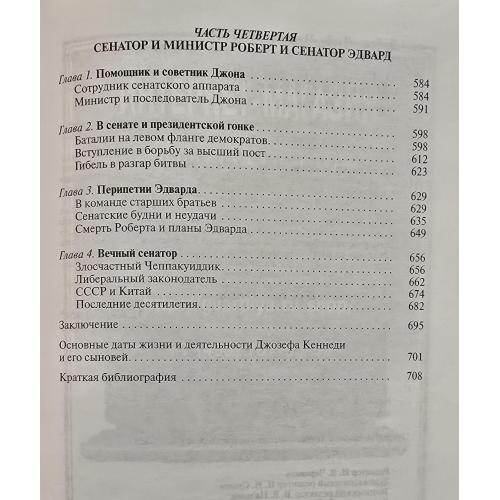 ЧАСТЬ ЧЕТВЕРТАЯ
СЕНАТОР И МИНИСТР РОБЕРТ И СЕНАТОР ЭДВАРД
Глава 1. Помощник и советник Джона 584
Сотрудник сенатского аппарата 584
Министр и последователь Джона 591
Глава 2. В сенате и президентской гонке 598
Баталии на левом фланге демократов 598
Вступление в борьбу за высший пост 612
Гибель в разгар битвы 623
Глава 3. Перипетии Эдварда 629
В команде старших братьев 629
Сенатские будни и неудачи 635
Смерть Роберта и планы Эдварда 649
Глава 4. Вечный сенатор 656
Злосчастный Чеппакуиддик 656
Либеральный законодатель 662
СССР и Китай 674
Последние десятилетия 682
Заключение 695
Основные даты жизни и деятельности Джозефа Кеннеди
и его сыновей 701
Краткая библиография 708